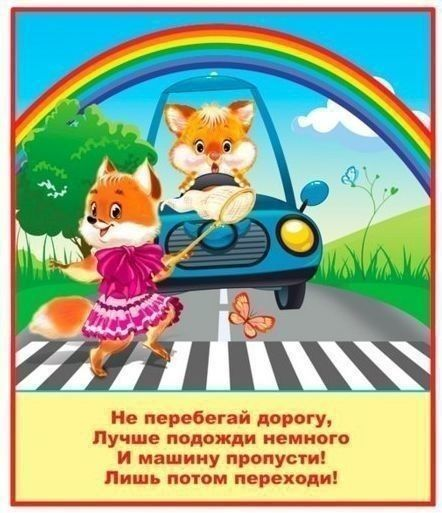 Не перебегай дорогу,
Лучше подожди немного
И машину пропусти!
Лишь потом переходи!